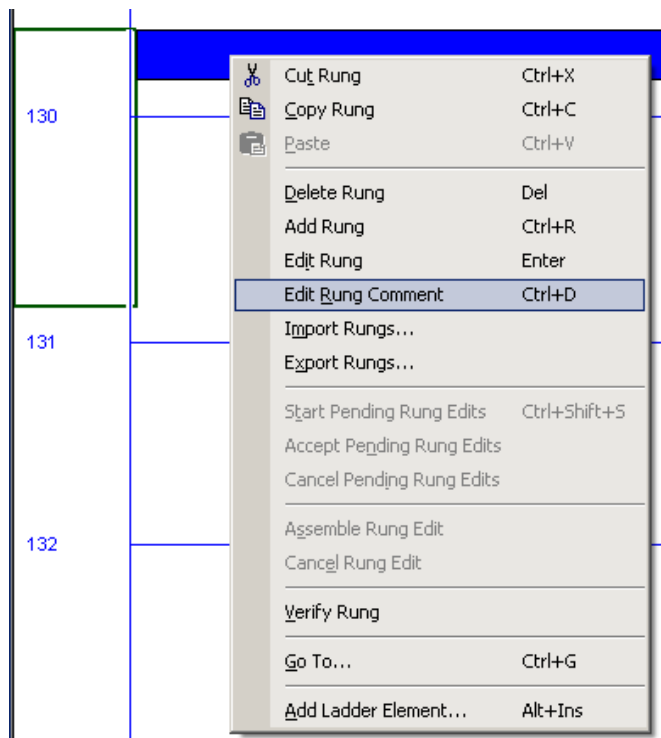 130
131
132
Cut Rung Ctrl+X
Copy Rung Ctrl+C
Paste Ctrl+V
Delete Rung Del
Add Rung Ctrl+R
Edit Rung Enter
Edit Rung Comment Ctrl+D
Import Rungs...
Export Rungs...
Start Pending Rung Edits Ctrl+Shift+S
Accept Pending Rung Edits
Cancel Pending Rung Edits
Assemble Rung Edit
Cancel Rung Edit
Verify Rung
Go To... Ctrl+G
Add Ladder Element... Alt+Ins